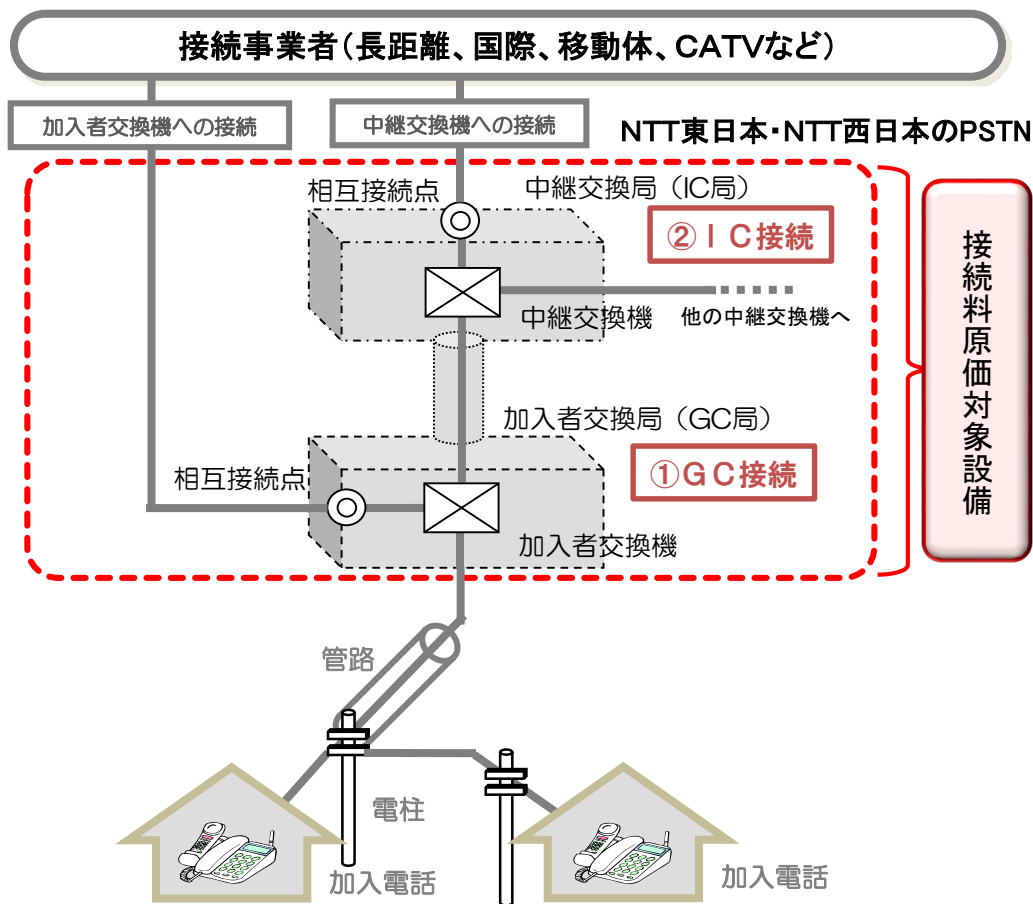 接続事業者（長距離、国際、移動体、CATVなど）
加入者交換機への接続
中継交換機への接続
NTT東日本・NTT西日本のPSTN
相互接続点
中継交換局（IC局）
②ＩＣ接続
中継交換機
他の中継交換機へ
接続料原価対象設備
加入者交換局（GC局）
相互接続点
①ＧＣ接続
加入者交換機
管路
電柱
加入電話
加入電話